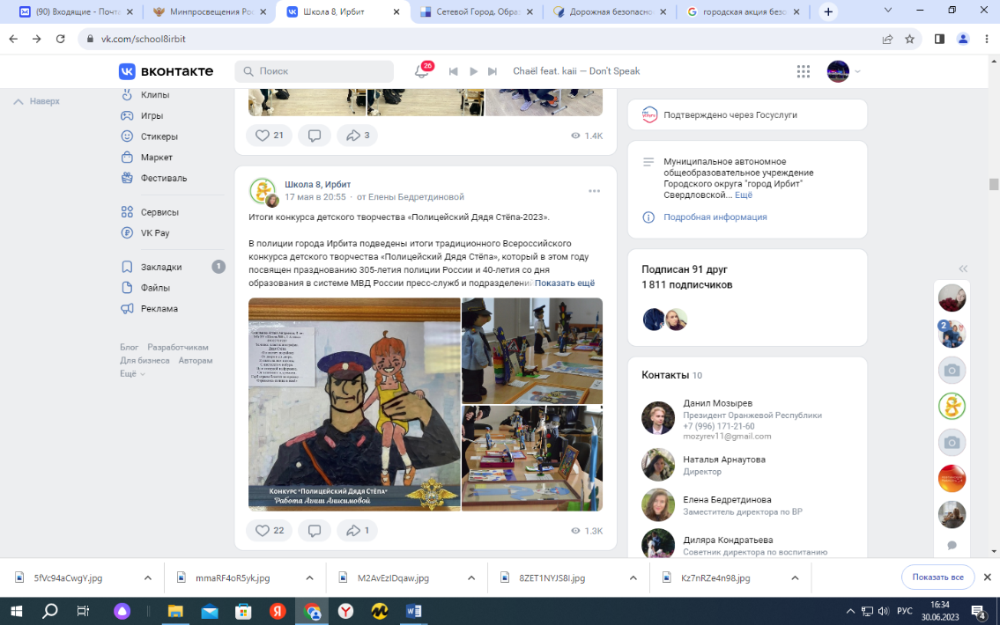 (90) Входящие - Почта
Минпросвещения Рос
Школа 8, Ирбит
Сетевой Город. Образ
Дорожная безопаснос
городская акция безо
vk.com/school8irbit
ВКОНТАКТЕ
Поиск
26
Chaël feat. kaii — Don't Speak
Наверх
Клипы
Игры
Стикеры
Маркет
Фестиваль
Сервисы
VK Pay
Закладки
1
Файлы
Реклама
Блог Разработчикам
Для бизнеса Авторам
Ещё
21
3
1.4K
Школа 8, Ирбит
17 мая в 20:55 · от Елены Бедретдиновой
Итоги конкурса детского творчества «Полицейский Дядя Стёпа-2023».
В полиции города Ирбита подведены итоги традиционного Всероссийского
конкурса детского творчества «Полицейский Дядя Стёпа», который в этом году
посвящен празднованию 305-летия полиции России и 40-летия со дня
образования в системе МВД России пресс-служб и подразделений Показать ещё
Конкурс "Полицейский Дядя Стёпа"
Работа Анны Анисимовой
22
1
1.3K
Подтверждено через Госуслуги
Муниципальное автономное
общеобразовательное учреждение
Городского округа "город Ирбит"
Свердловской... Ещё
Подробная информация
Подписан 91 друг
1 811 подписчиков
Контакты 10
Данил Мозырев
Президент Оранжевой Республики
+7 (996) 171-21-60
mozyrev11@gmail.com
Наталья Арнаутова
Директор
Елена Бедретдинова
Заместитель директора по ВР
Диляра Кондратьева
Советник директора по воспитанию
2
5fVc94aCwgY.jpg
mmaRF4oR5yk.jpg
M2AvEzIDqaw.jpg
8ZET1NYJS8I.jpg
Kz7nRZe4n98.jpg
Показать все
РУС
16:34
30.06.2023
4